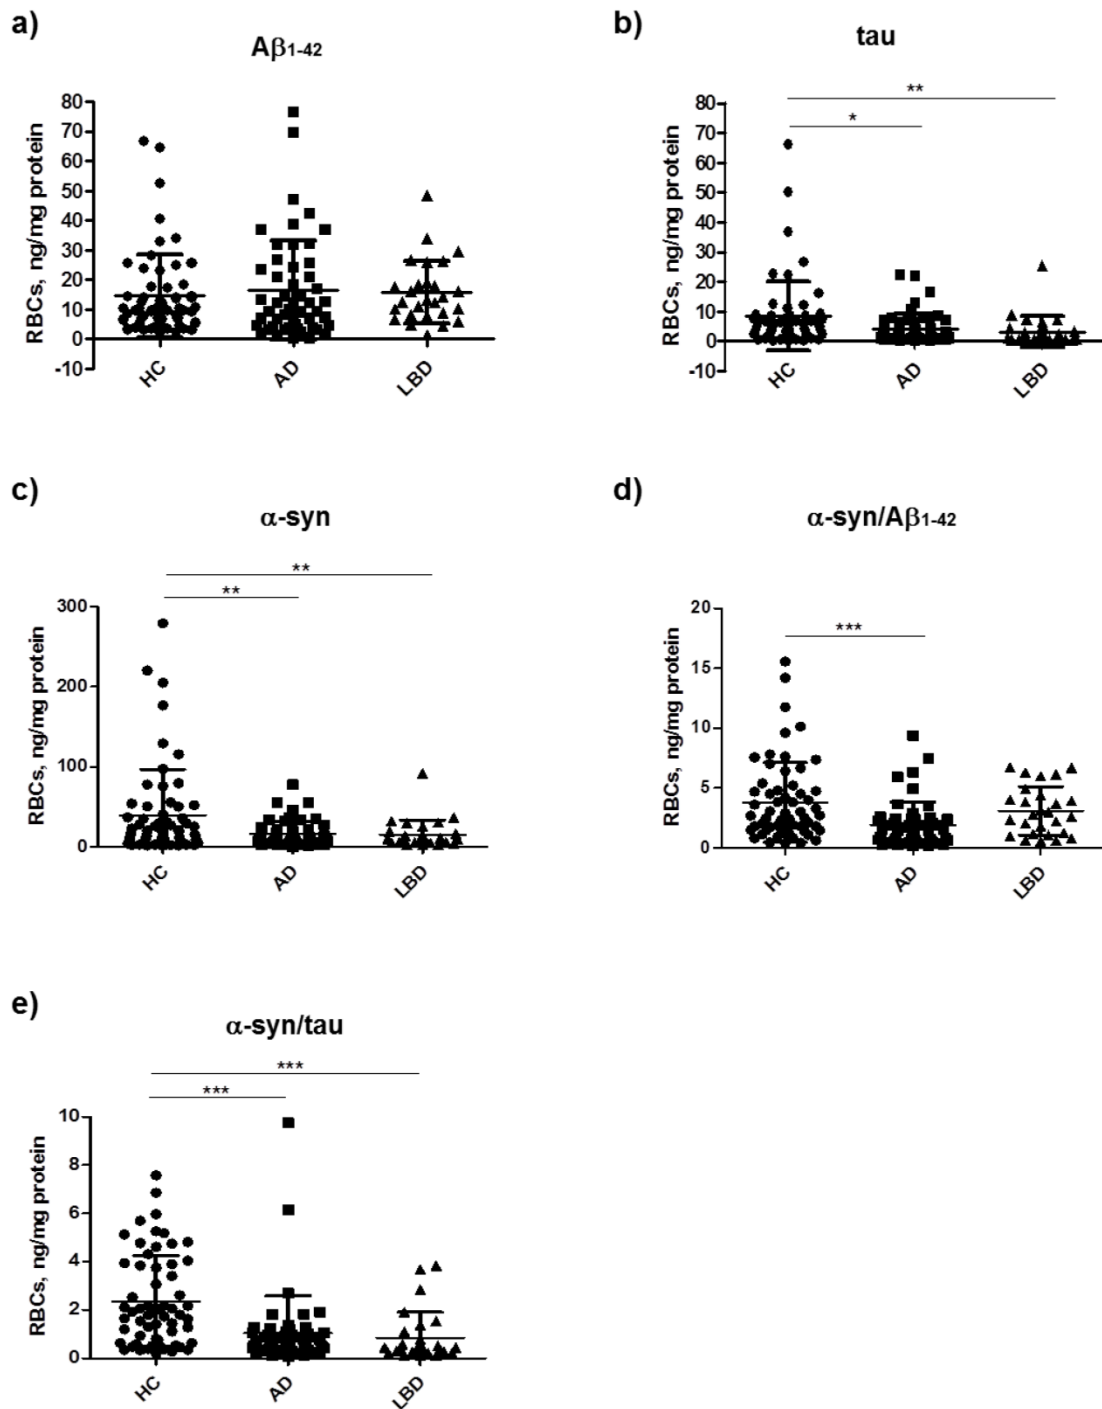 a)
Aβ1-42
RBCs, ng/mg protein
80
70
60
50
40
30
20
10
0
-10
HC
AD
LBD
b)
tau
**
*
RBCs, ng/mg protein
80
70
60
50
40
30
20
10
0
-10
HC
AD
LBD
c)
α-syn
**
**
RBCs, ng/mg protein
300
200
100
0
HC
AD
LBD
d)
α-syn/Aβ1-42
***
RBCs, ng/mg protein
20
15
10
5
0
HC
AD
LBD
e)
α-syn/tau
***
***
RBCs, ng/mg protein
10
8
6
4
2
0
HC
AD
LBD